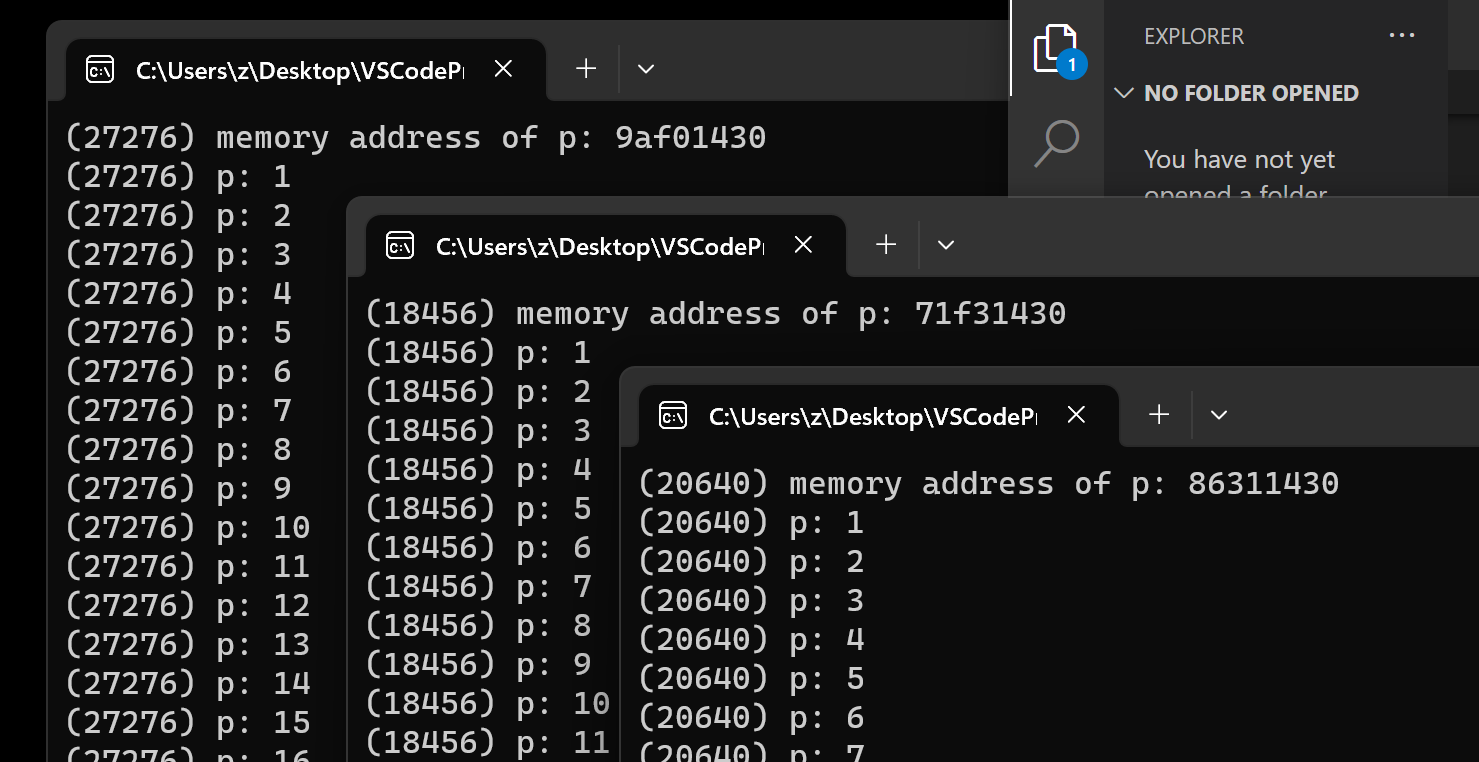 C:\Users\z\Desktop\VSCodePr
(27276) memory address of p: 9af01430
(27276) p: 1
(27276) p: 2
(27276) p: 3
(27276) p: 4
(27276) p: 5
(27276) p: 6
(27276) p: 7
(27276) p: 8
(27276) p: 9
(27276) p: 10
(27276) p: 11
(27276) p: 12
(27276) p: 13
(27276) p: 14
(27276) p: 15
(27276) p: 16
EXPLORER
1
NO FOLDER OPENED
You have not yet
opened a folder
C:\Users\z\Desktop\VSCodePr
(18456) memory address of p: 71f31430
(18456) p: 1
(18456) p: 2
(18456) p: 3
(18456) p: 4
(18456) p: 5
(18456) p: 6
(18456) p: 7
(18456) p: 8
(18456) p: 9
(18456) p: 10
(18456) p: 11
C:\Users\z\Desktop\VSCodePr
(20640) memory address of p: 86311430
(20640) p: 1
(20640) p: 2
(20640) p: 3
(20640) p: 4
(20640) p: 5
(20640) p: 6
(20640) p: 7